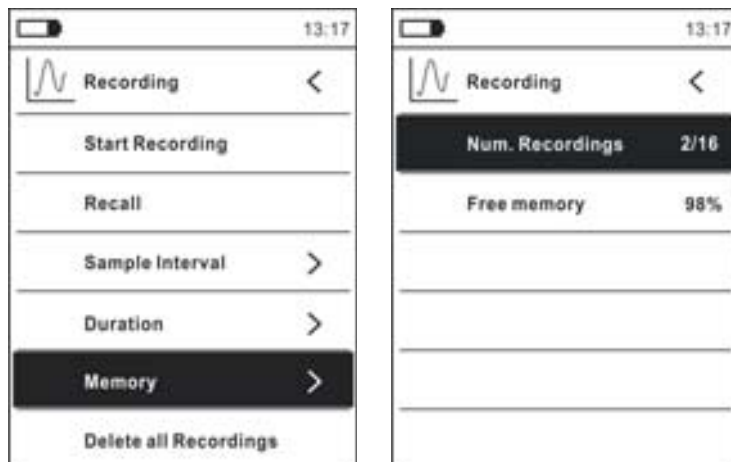 13:17
Recording <
Start Recording
Recall
Sample Interval >
Duration >
Memory >
Delete all Recordings
13:17
Recording <
Num. Recordings 2/16
Free memory 98%